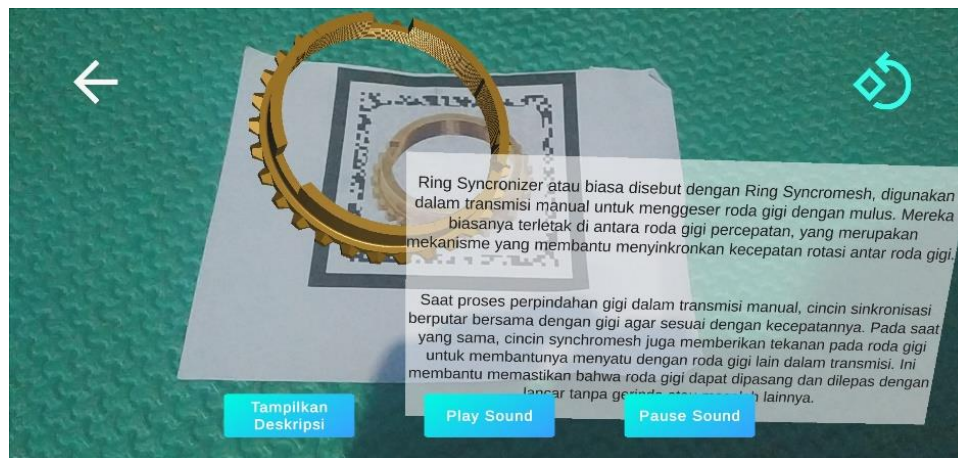 Ring Syncronizer atau biasa disebut dengan Ring Syncromesh, digunakan
dalam transmisi manual untuk menggeser roda gigi dengan mulus. Mereka
biasanya terletak di antara roda gigi percepatan, yang merupakan
mekanisme yang membantu menyinkronkan kecepatan rotasi antar roda gigi.
Saat proses perpindahan gigi dalam transmisi manual, cincin sinkronisasi
berputar bersama dengan gigi agar sesuai dengan kecepatannya. Pada saat
yang sama, cincin synchromesh juga memberikan tekanan pada roda gigi
untuk membantunya menyatu dengan roda gigi lain dalam transmisi. Ini
membantu memastikan bahwa roda gigi dapat dipasang dan dilepas dengan
lancar tanpa lainnya.
Tampilkan
Deskripsi
Play Sound
Pause Sound